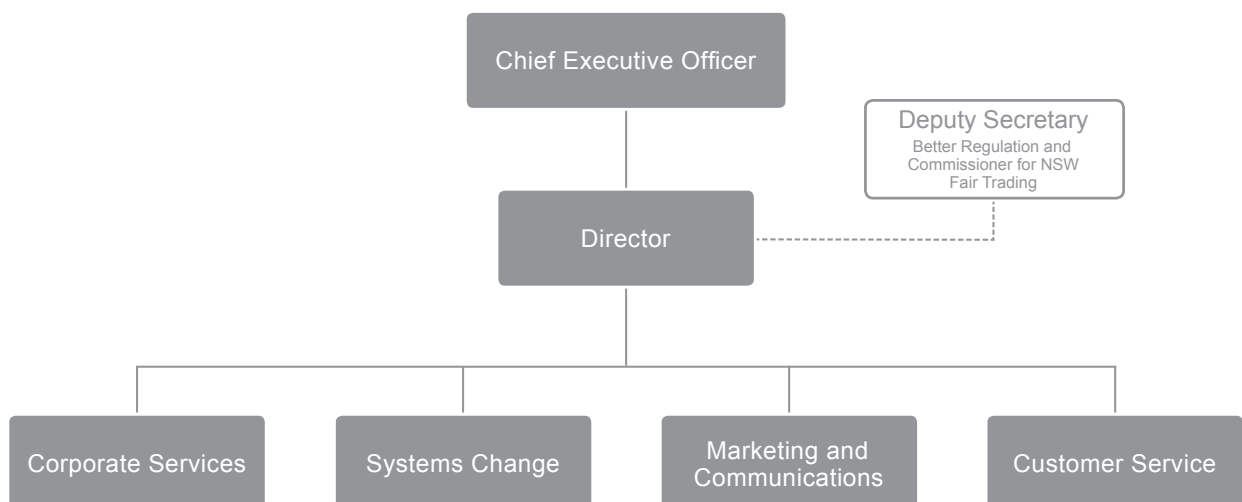 Chief Executive Officer
Deputy Secretary
Better Regulation and
Commissioner for NSW
Fair Trading
Director
Corporate Services
Systems Change
Marketing and
Communications
Customer Service